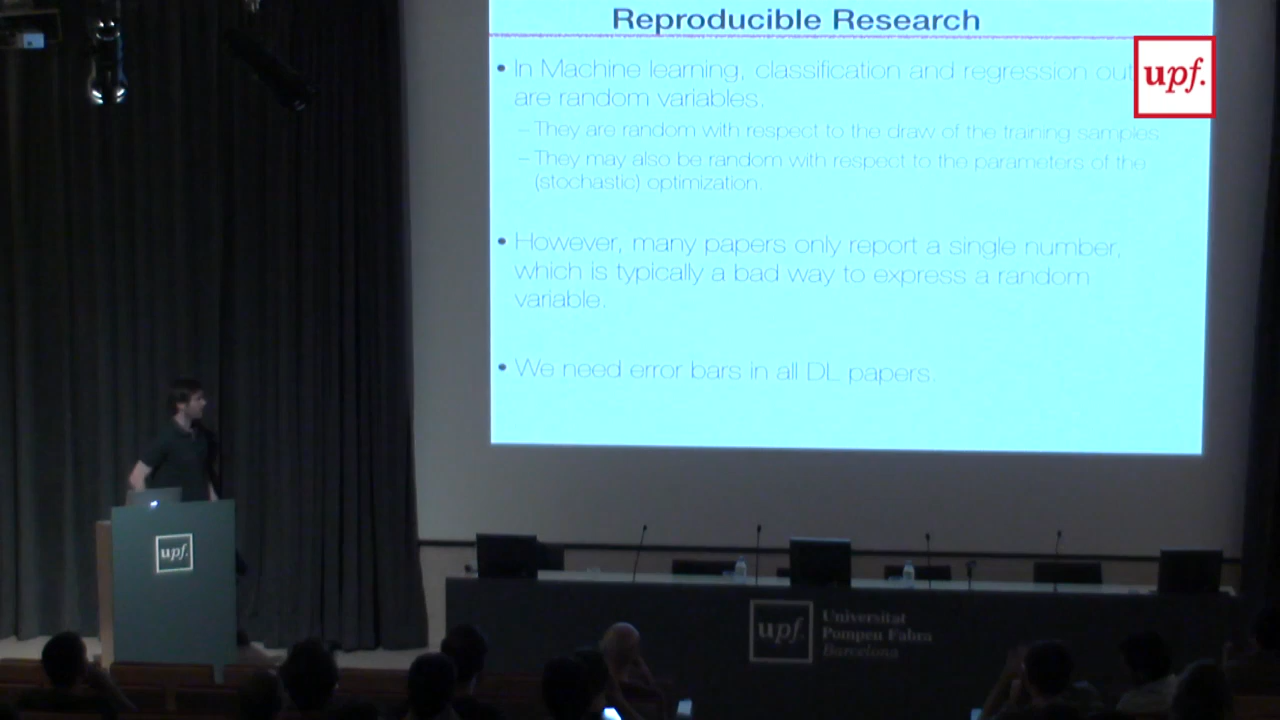 Reproducible Research
upf.
• In Machine learning, classification and regression
are random variables.
– They are random with respect to the draw of the training samples.
– They may also be random with respect to the parameters of the
(stochastic) optimization.
• However, many papers only report a single number,
which is typically a bad way to express a random
variable.
• We need error bars in all DL papers.
upf.
upf.
Universitat
Pompeu Fabra
Barcelona